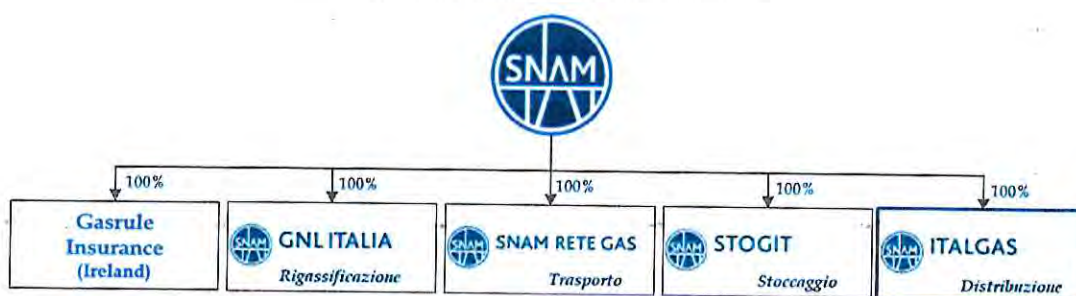 SNAM
100%
100%
100%
100%
100%
Gasrule
Insurance
(Ireland)
SNAM
GNL ITALIA
Rigassificazione
SNAM
SNAM RETE GAS
Trasporto
SNAM
STOGIT
Stoccaggio
SNAM
ITALGAS
Distribuzione